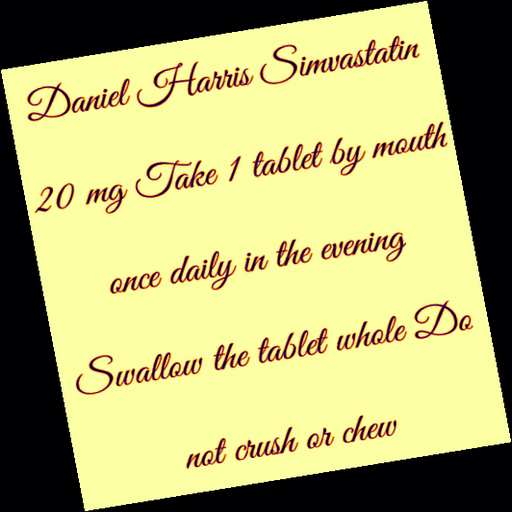 Daniel Harris Simvastatin
20 mg Take 1 tablet by mouth
once daily in the evening
Swallow the tablet whole Do
not crush or chew